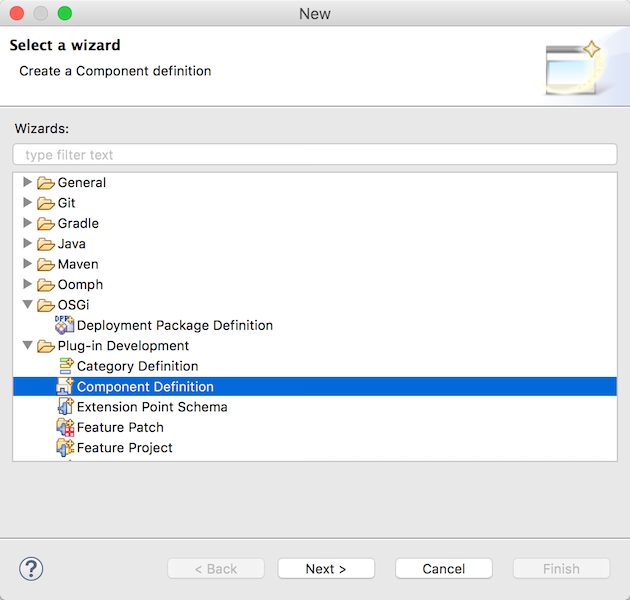 New
Select a wizard
Create a Component definition
Wizards:
type filter text
General
Git
Gradle
Java
Maven
Oomph
OSGi
Deployment Package Definition
Plug-in Development
Category Definition
Component Definition
Extension Point Schema
Feature Patch
Feature Project
? < Back Next > Cancel Finish